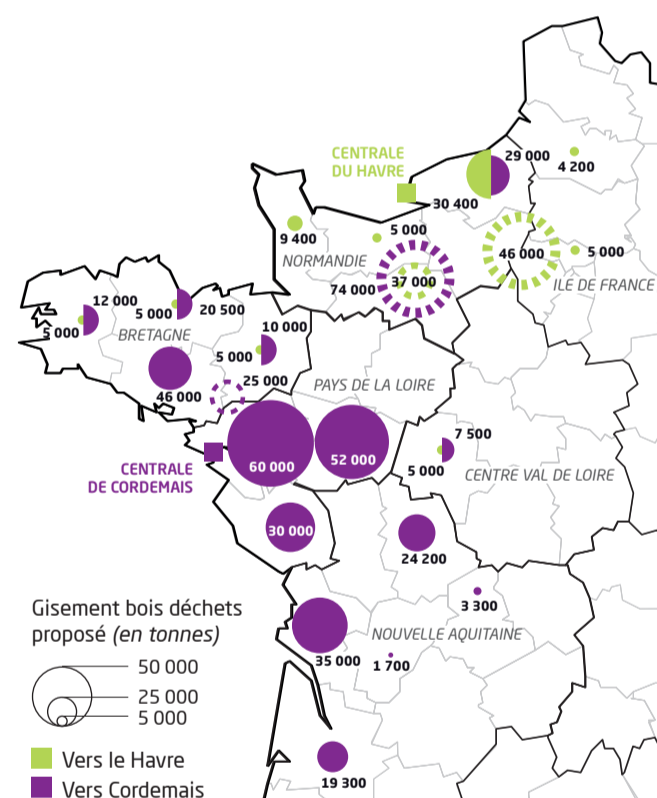 CENTRALE
DU HAVRE
29 000
4 200
30 400
9 400
5 000
NORMANDIE
46 000
5 000
74 000
37 000
ILE DE FRANCE
12 000
5 000
5 000
20 500
BRETAGNE
10 000
5 000
25 000
46 000
PAYS DE LA LOIRE
CENTRALE
DE CORDEMAIS
60 000
52 000
7 500
5 000
CENTRE VAL DE LOIRE
30 000
24 200
3 300
NOUVELLE AQUITAINE
35 000
1 700
19 300
Gisement bois déchets
proposé (en tonnes)
50 000
25 000
5 000
Vers le Havre
Vers Cordemais